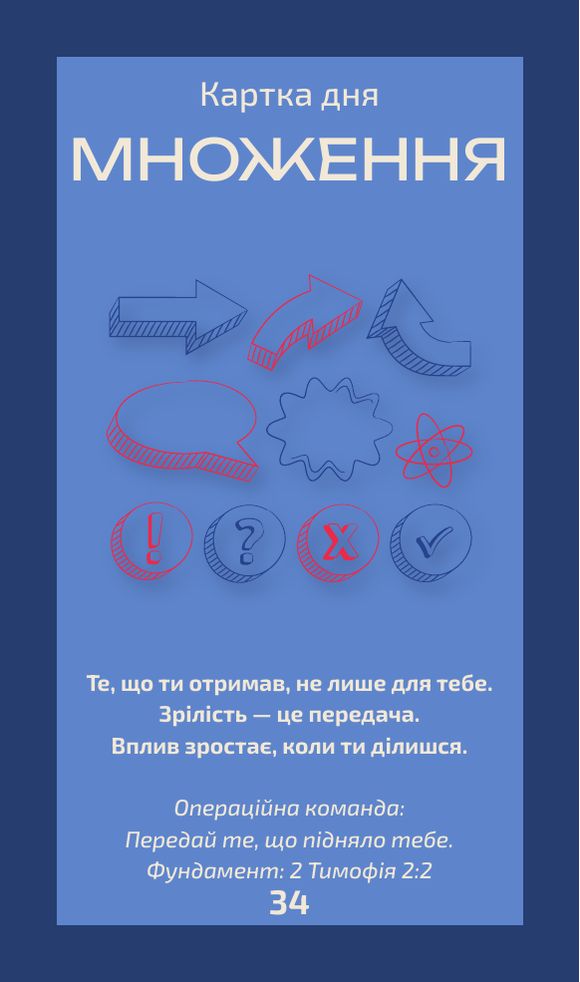 Картка дня
МНОЖЕННЯ
! ? X ✓
Те, що ти отримав, не лише для тебе.
Зрілість — це передача.
Вплив зростає, коли ти ділишся.
Операційна команда:
Передай те, що підняло тебе.
Фундамент: 2 Тимофія 2:2
34